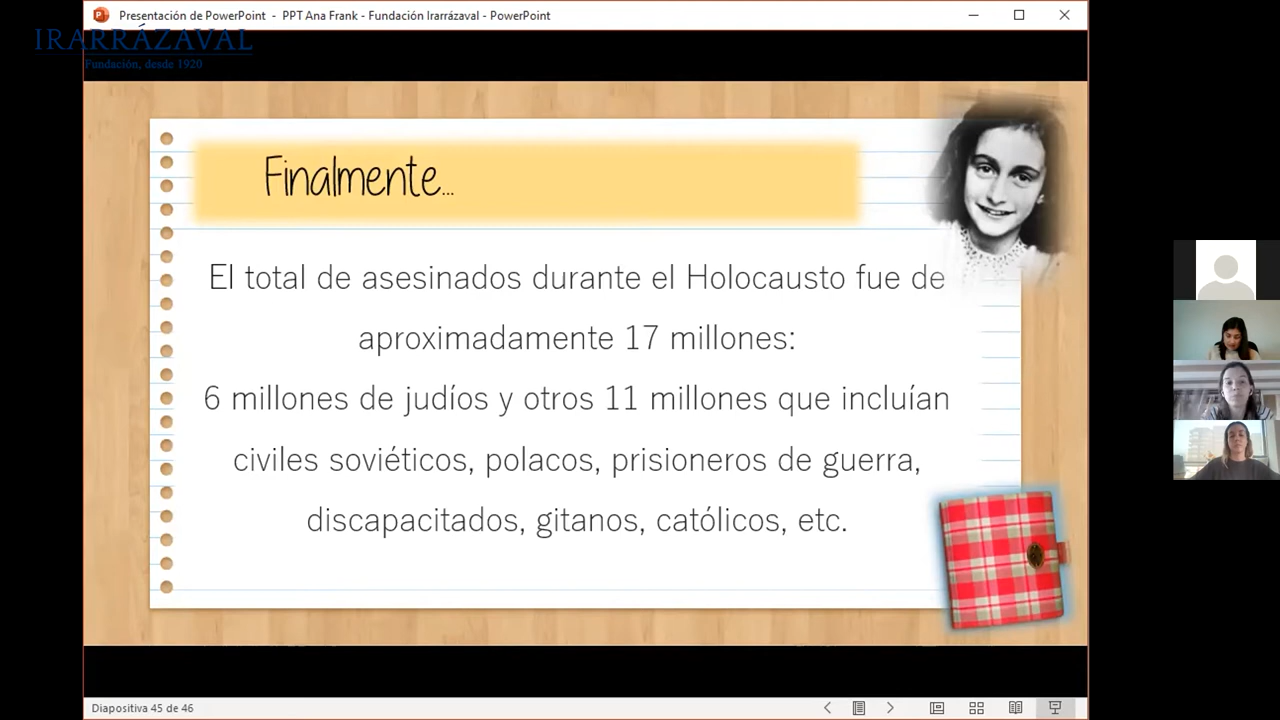 Presentación de PowerPoint - PPT Ana Frank - Fundación Irarrázaval - PowerPoint
IRARRÁZAVAL
Fundación, desde 1920
Finalmente...
El total de asesinados durante el Holocausto fue de
aproximadamente 17 millones:
6 millones de judíos y otros 11 millones que incluían
civiles soviéticos, polacos, prisioneros de guerra,
discapacitados, gitanos, católicos, etc.
Diapositiva 45 de 46